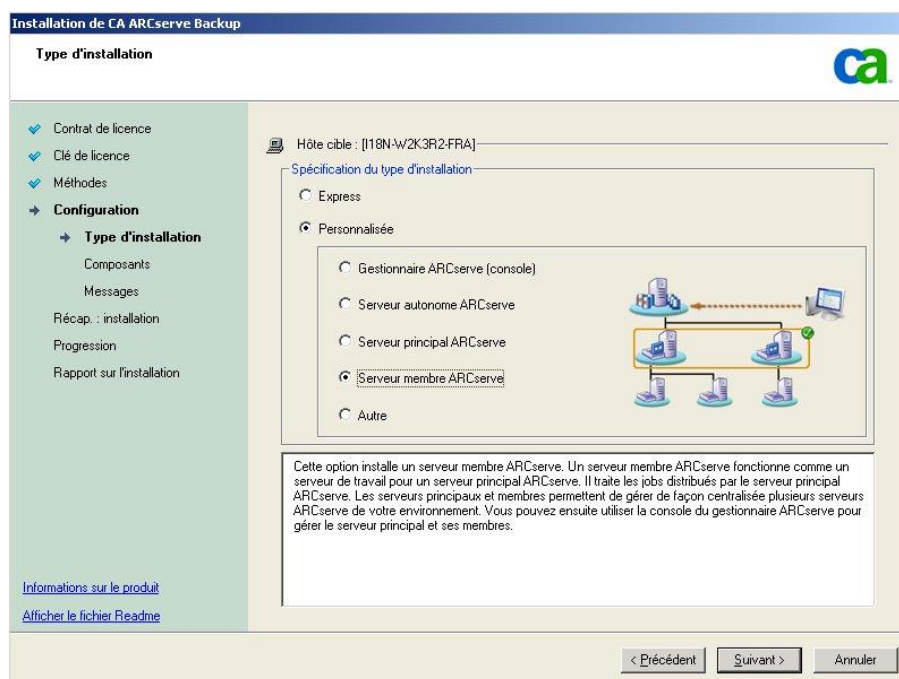 Installation de CA ARCserve Backup
Type d'installation
ca
Contrat de licence
Clé de licence
Méthodes
Configuration
Type d'installation
Composants
Messages
Récap. : installation
Progression
Rapport sur l'installation
Informations sur le produit
Afficher le fichier Readme
Hôte cible : [I18N-W2K3R2-FRA]
Spécification du type d'installation
Express
Personnalisée
Gestionnaire ARCserve (console)
Serveur autonome ARCserve
Serveur principal ARCserve
Serveur membre ARCserve
Autre
Cette option installe un serveur membre ARCserve. Un serveur membre ARCserve fonctionne comme un
serveur de travail pour un serveur principal ARCserve. Il traite les jobs distribués par le serveur principal
ARCserve. Les serveurs principaux et membres permettent de gérer de façon centralisée plusieurs serveurs
ARCserve de votre environnement. Vous pouvez ensuite utiliser la console du gestionnaire ARCserve pour
gérer le serveur principal et ses membres.
< Précédent
Suivant >
Annuler